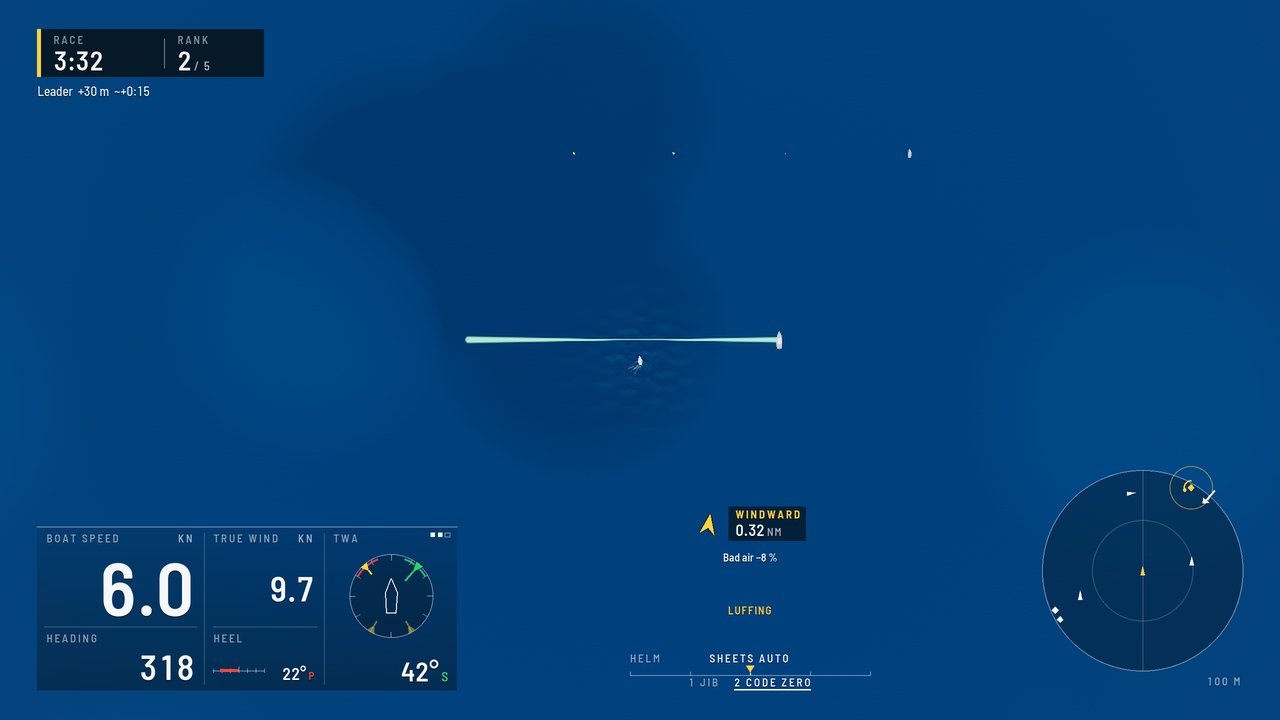 RACE
3:32
RANK
2 / 5
Leader +30 m ~+0:15
WINDWARD
0.32 NM
Bad air −8 %
LUFFING
BOAT SPEED KN
6.0
HEADING
318
TRUE WIND KN
9.7
HEEL
22° P
TWA
42° S
HELM
SHEETS AUTO
1 JIB
2 CODE ZERO
100 M